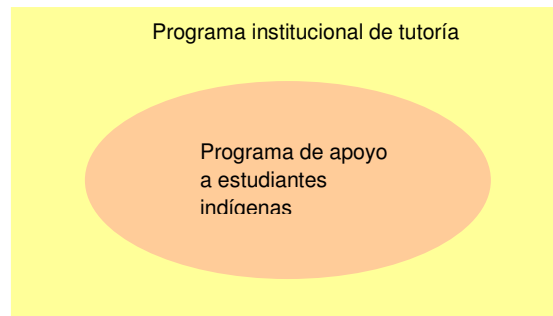 Programa institucional de tutoría
Programa de apoyo
a estudiantes
indígenas